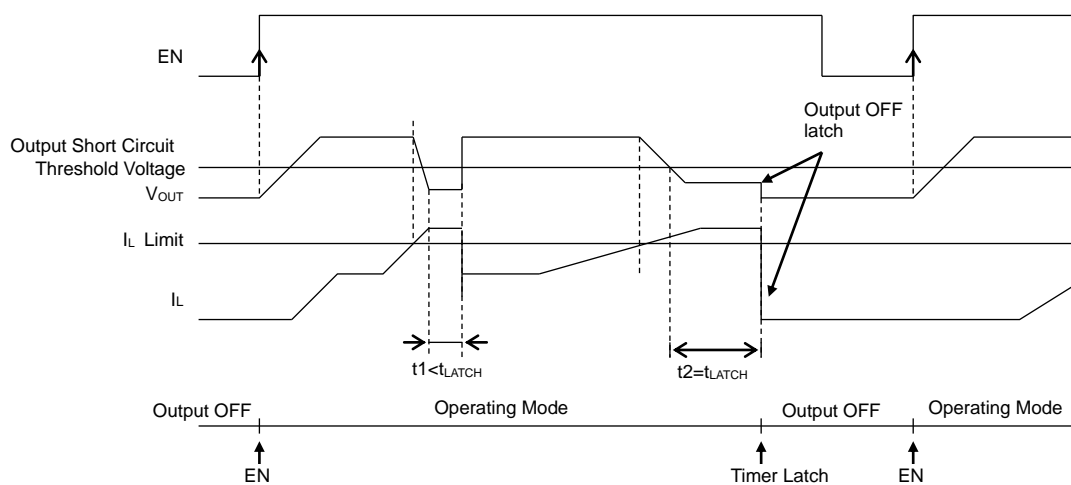 EN
Output OFF
latch
Output Short Circuit
Threshold Voltage
VOUT
IL Limit
IL
t1<tLATCH
t2=tLATCH
Output OFF
Operating Mode
Output OFF
Operating Mode
EN
Timer Latch
EN